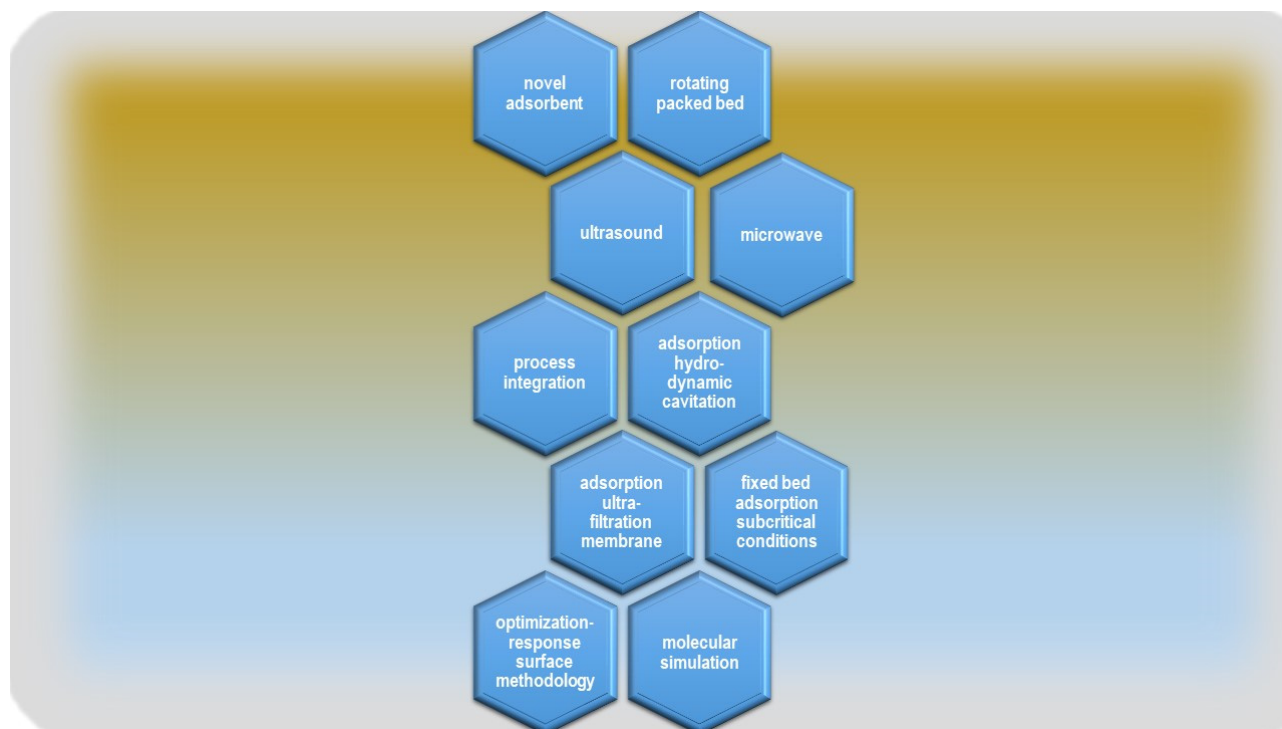 novel
adsorbent
rotating
packed bed
ultrasound
microwave
process
integration
adsorption
hydro-
dynamic
cavitation
adsorption
ultra-
filtration
membrane
fixed bed
adsorption
subcritical
conditions
optimization-
response
surface
methodology
molecular
simulation